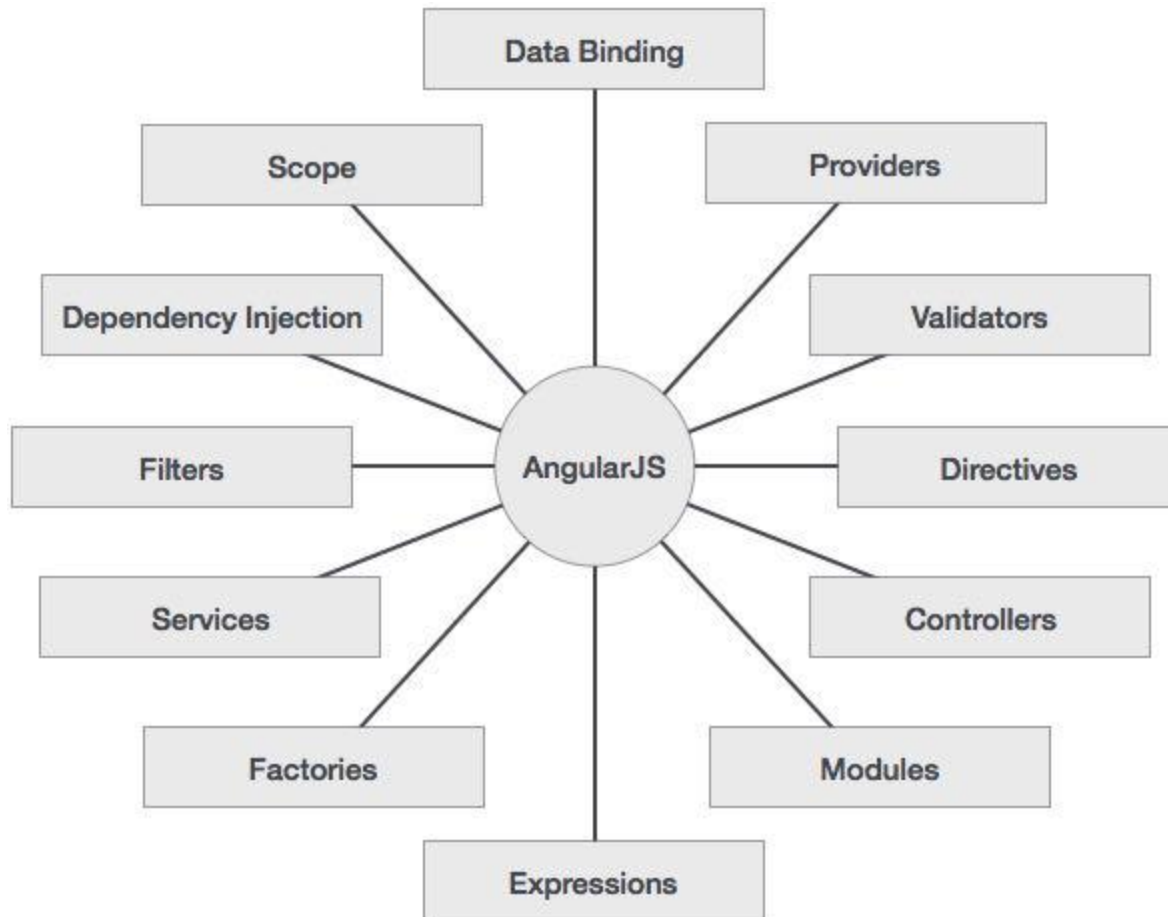 Data Binding
Scope
Providers
Dependency Injection
Validators
Filters
AngularJS
Directives
Services
Controllers
Factories
Modules
Expressions